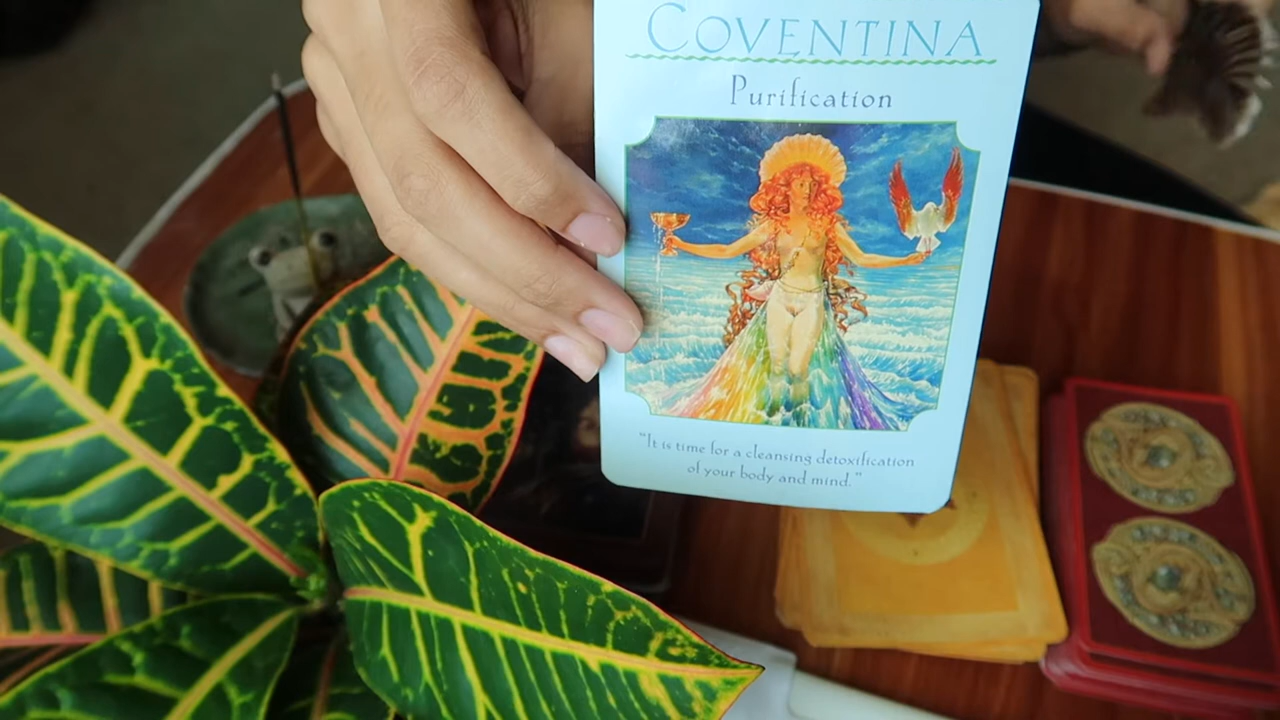 COVENTINA
Purification
"It is time for a cleansing detoxification
of your body and mind."